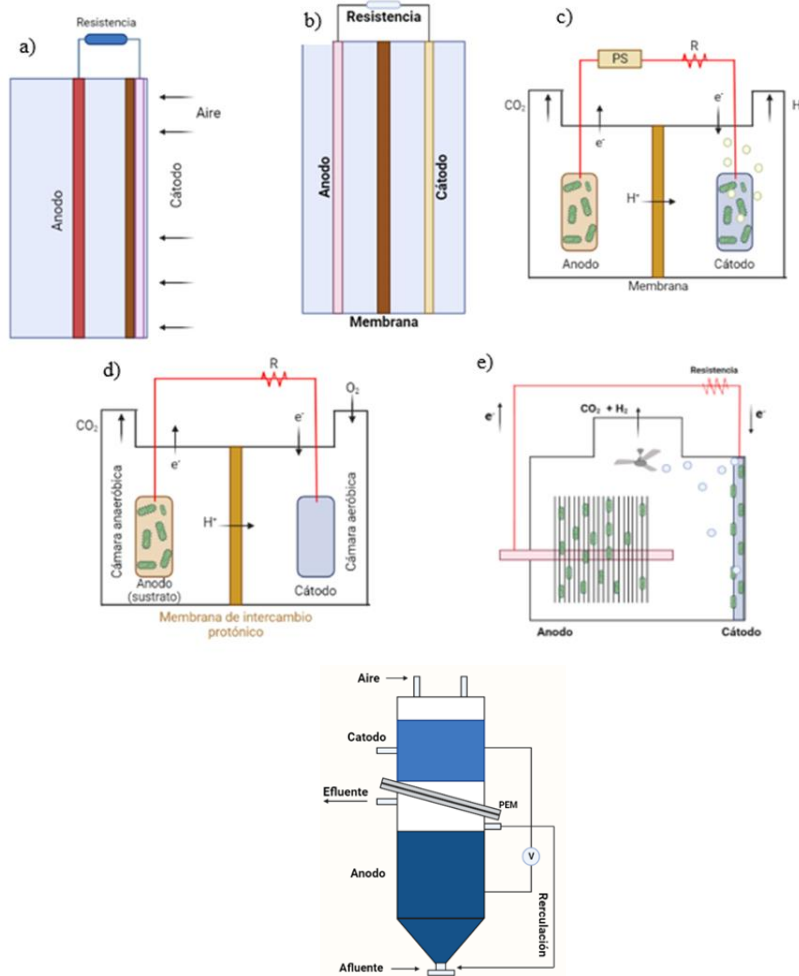 a)
Resistencia
Anodo
Cátodo
Aire
b)
Resistencia
Anodo
Cátodo
Membrana
c)
PS
R
CO₂
H
e⁻
e⁻
H⁺
Anodo
Cátodo
Membrana
d)
R
CO₂
O₂
e⁻
e⁻
Cámara anaeróbica
H⁺
Cámara aeróbica
Anodo
(sustrato)
Cátodo
Membrana de intercambio
protónico
e)
Resistencia
e⁻
CO₂ + H₂
e⁻
Anodo
Cátodo
Aire
Catodo
Efluente
PEM
V
Anodo
Rerculación
Afluente